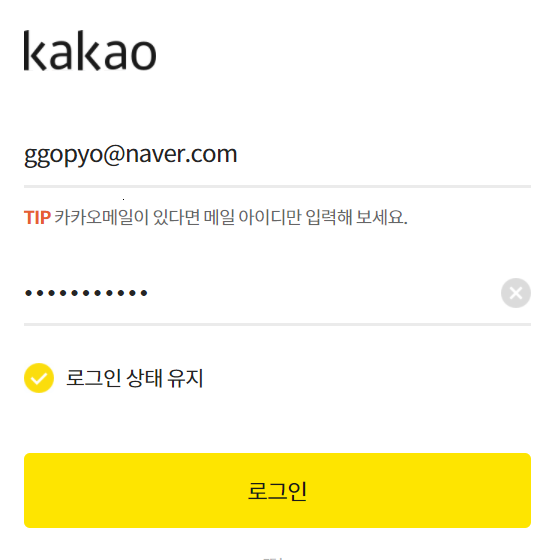 kakao
ggopyo@naver.com
TIP 카카오메일이 있다면 메일 아이디만 입력해 보세요.
•••••••••••
로그인 상태 유지
로그인